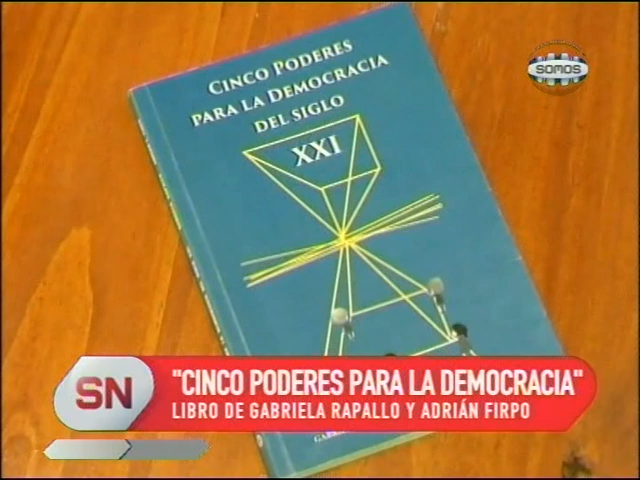 SOMOS
CINCO PODERES
PARA LA DEMOCRACIA
DEL SIGLO
XXI
SN
"CINCO PODERES PARA LA DEMOCRACIA"
LIBRO DE GABRIELA RAPALLO Y ADRIÁN FIRPO